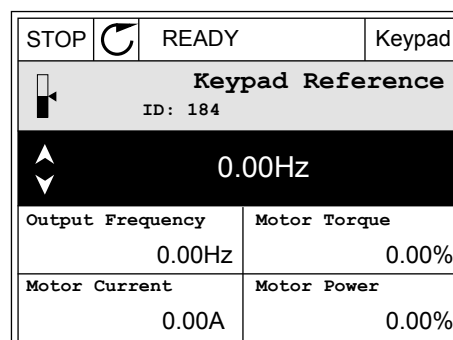 STOP READY Keypad
Keypad Reference
ID: 184
0.00Hz
Output Frequency Motor Torque
0.00Hz 0.00%
Motor Current Motor Power
0.00A 0.00%